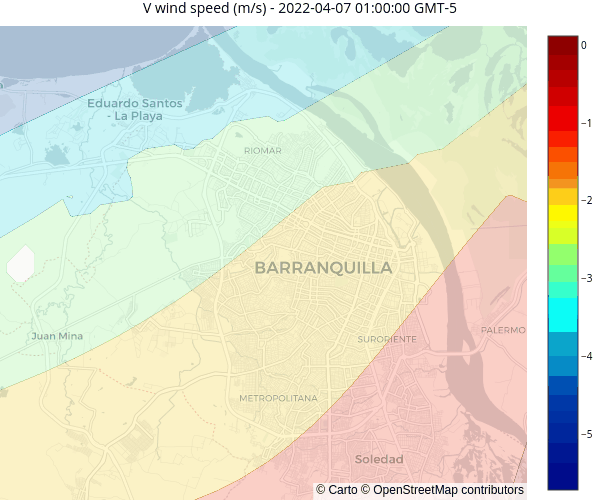 V wind speed (m/s) - 2022-04-07 01:00:00 GMT-5
0
Eduardo Santos
- La Playa
−1
RIOMAR
−2
BARRANQUILLA
−3
Juan Mina
SURORIENTE
PALERMO
−4
METROPOLITANA
−5
Soledad
© Carto © OpenStreetMap contributors